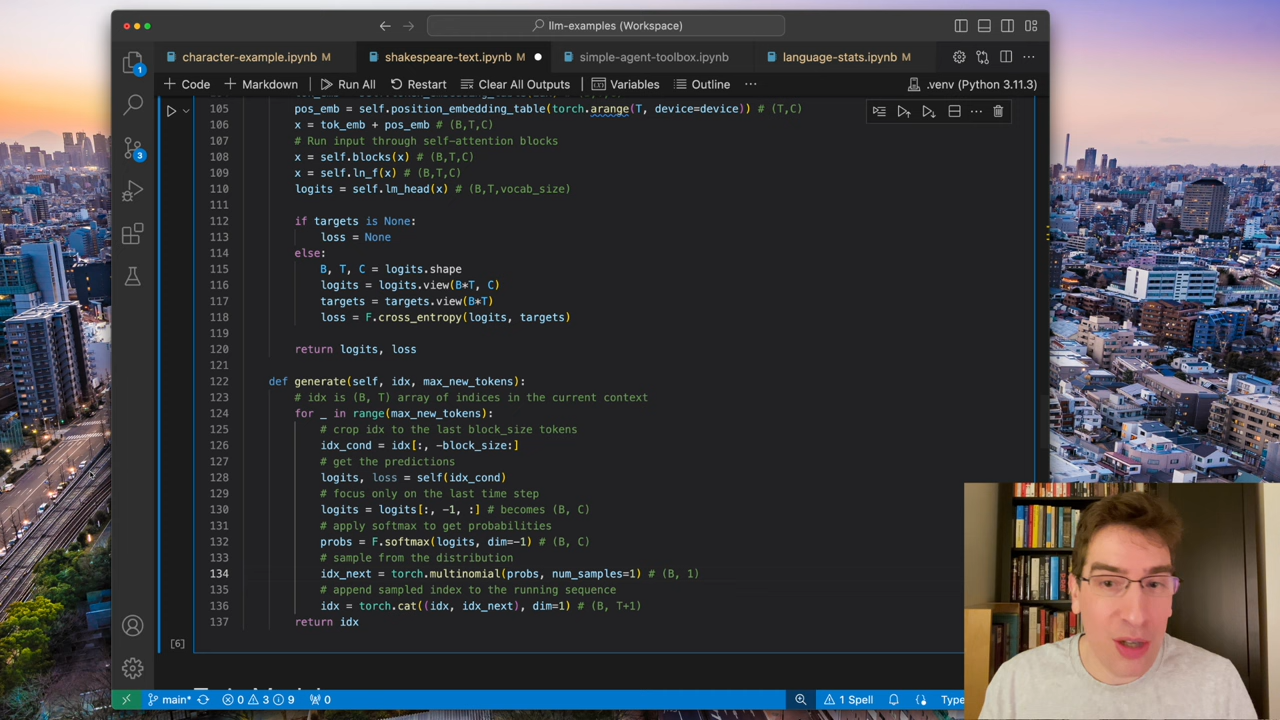 llm-examples (Workspace)
character-example.ipynb M
shakespeare-text.ipynb M
simple-agent-toolbox.ipynb
language-stats.ipynb M
1
+ Code
+ Markdown
Run All
Restart
Clear All Outputs
Variables
Outline
...
.venv (Python 3.11.3)
105 pos_emb = self.position_embedding_table(torch.arange(T, device=device)) # (T,C)
106 x = tok_emb + pos_emb # (B,T,C)
107 # Run input through self-attention blocks
108 x = self.blocks(x) # (B,T,C)
109 x = self.ln_f(x) # (B,T,C)
110 logits = self.lm_head(x) # (B,T,vocab_size)
111
112 if targets is None:
113 loss = None
114 else:
115 B, T, C = logits.shape
116 logits = logits.view(B*T, C)
117 targets = targets.view(B*T)
118 loss = F.cross_entropy(logits, targets)
119
120 return logits, loss
121
122 def generate(self, idx, max_new_tokens):
123 # idx is (B, T) array of indices in the current context
124 for _ in range(max_new_tokens):
125 # crop idx to the last block_size tokens
126 idx_cond = idx[:, -block_size:]
127 # get the predictions
128 logits, loss = self(idx_cond)
129 # focus only on the last time step
130 logits = logits[:, -1, :] # becomes (B, C)
131 # apply softmax to get probabilities
132 probs = F.softmax(logits, dim=-1) # (B, C)
133 # sample from the distribution
134 idx_next = torch.multinomial(probs, num_samples=1) # (B, 1)
135 # append sampled index to the running sequence
136 idx = torch.cat((idx, idx_next), dim=1) # (B, T+1)
137 return idx
[6]
3
main*
0 3 9
0
1 Spell
Type